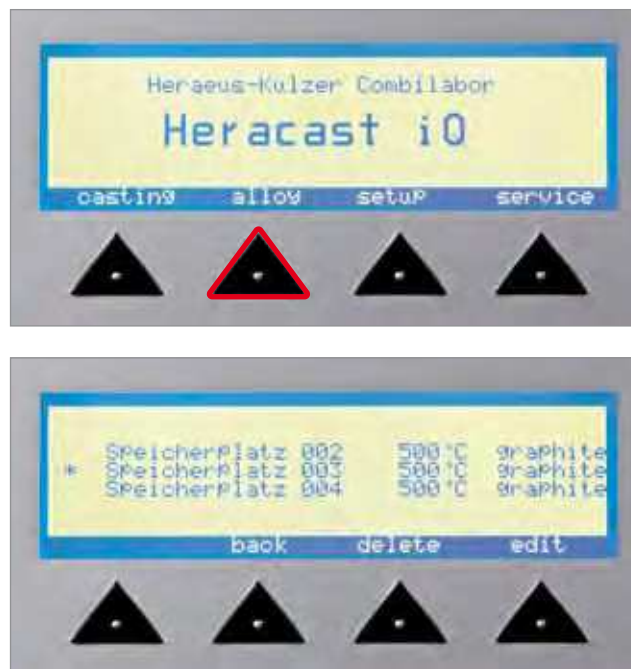 Heraeus-Kulzer Combilabor
Heracast iQ
casting alloy setup service
Speicherplatz 002 500°C graphite
* Speicherplatz 003 500°C graphite
Speicherplatz 004 500°C graphite
back delete edit